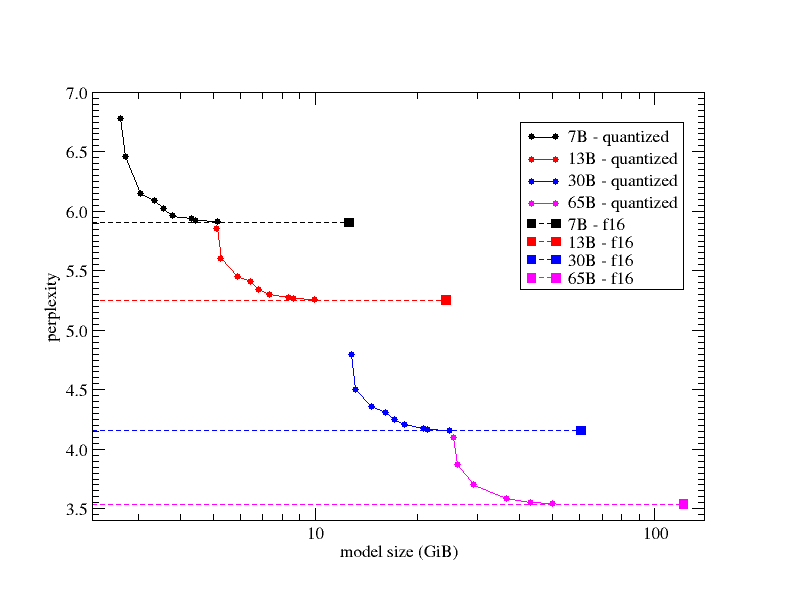 7.0
6.5
6.0
5.5
5.0
4.5
4.0
3.5
perplexity
10
100
model size (GiB)
7B - quantized
13B - quantized
30B - quantized
65B - quantized
7B - f16
13B - f16
30B - f16
65B - f16